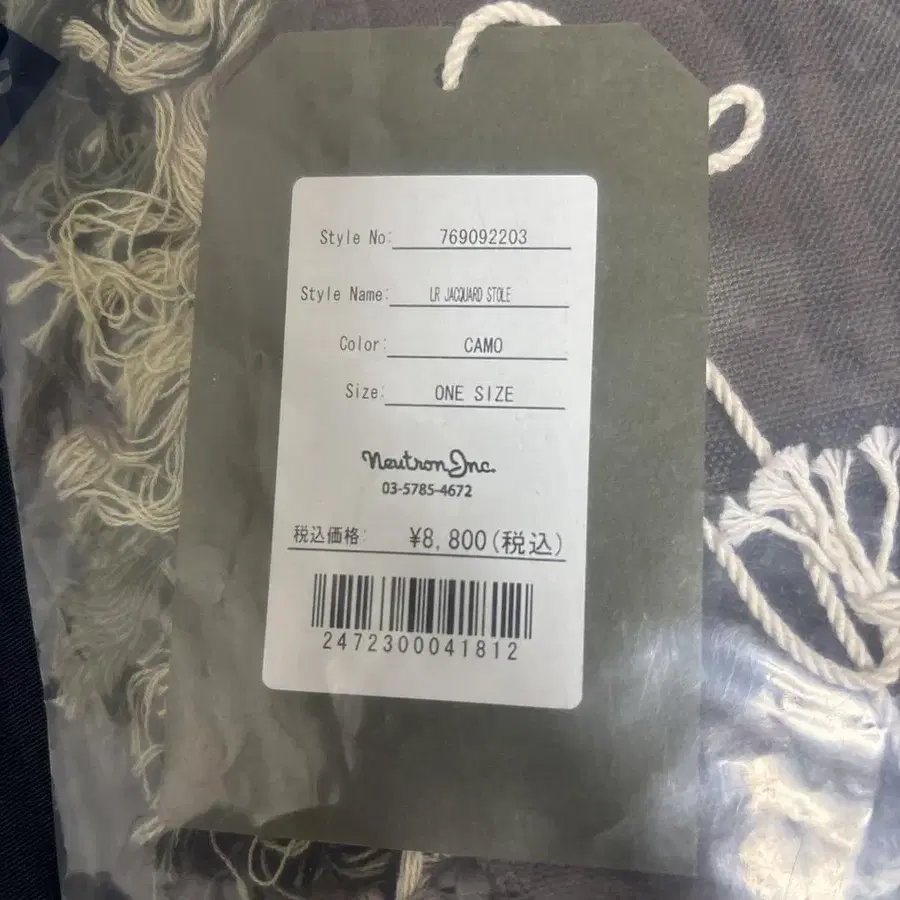 Style No: 769092203
Style Name: LR JACQUARD STOLE
Color: CAMO
Size: ONE SIZE
Neutron Inc.
03-5785-4672
税込価格: ¥8,800(税込)
2472300041812